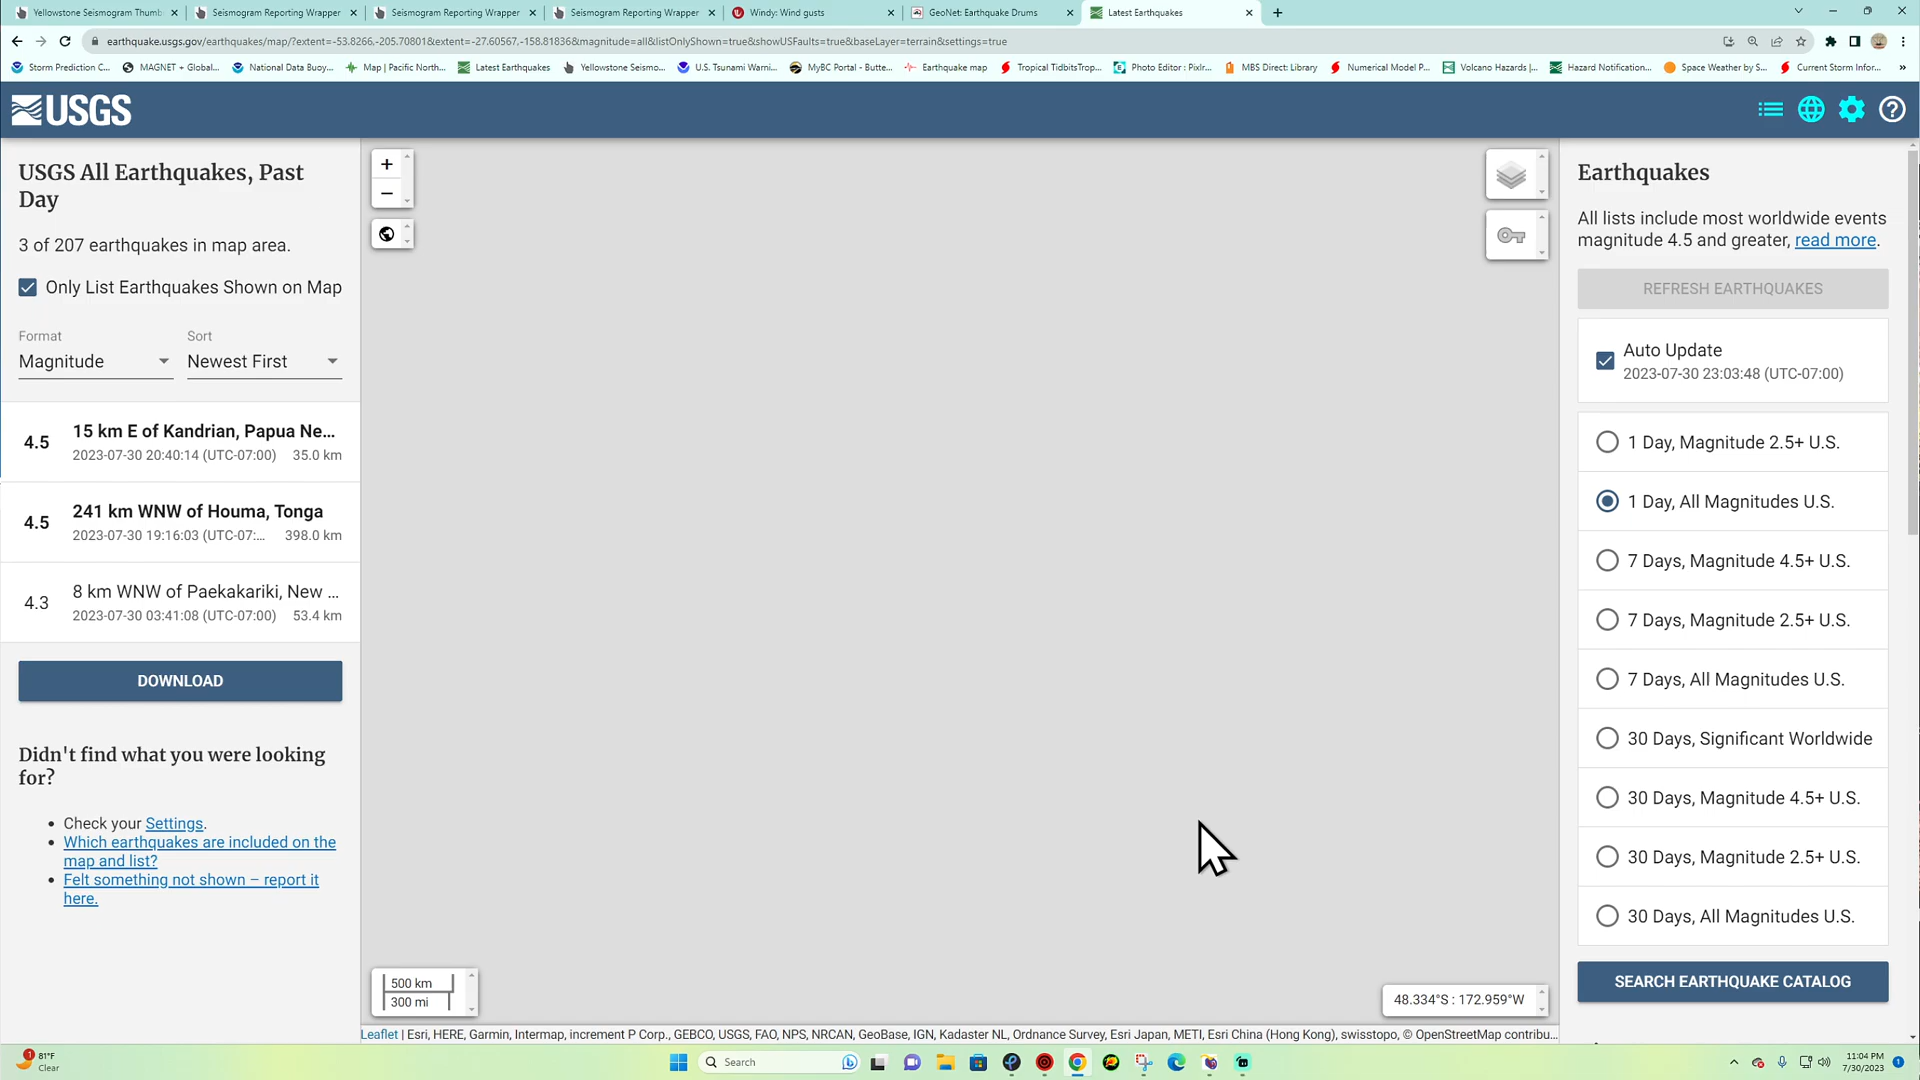 Yellowstone Seismogram Thumb
Seismogram Reporting Wrapper
Seismogram Reporting Wrapper
Seismogram Reporting Wrapper
Windy: Wind gusts
GeoNet: Earthquake Drums
Latest Earthquakes
earthquake.usgs.gov/earthquakes/map/?extent=-53.8266,-205.70801&extent=-27.60567,-158.81836&magnitude=all&listOnlyShown=true&showUSFaults=true&baseLayer=terrain&settings=true
Storm Prediction C...
MAGNET + Global...
National Data Buoy...
Map | Pacific North...
Latest Earthquakes
Yellowstone Seismo...
U.S. Tsunami Warni...
MyBC Portal - Butte...
Earthquake map
Tropical TidbitsTrop...
Photo Editor : Pixlr...
MBS Direct: Library
Numerical Model P...
Volcano Hazards |...
Hazard Notification...
Space Weather by S...
Current Storm Infor...
»
USGS
USGS All Earthquakes, Past
Day
3 of 207 earthquakes in map area.
Only List Earthquakes Shown on Map
Format
Sort
Magnitude
Newest First
4.5
15 km E of Kandrian, Papua Ne...
2023-07-30 20:40:14 (UTC-07:00) 35.0 km
4.5
241 km WNW of Houma, Tonga
2023-07-30 19:16:03 (UTC-07:... 398.0 km
4.3
8 km WNW of Paekakariki, New ...
2023-07-30 03:41:08 (UTC-07:00) 53.4 km
DOWNLOAD
Didn't find what you were looking
for?
• Check your Settings.
• Which earthquakes are included on the
map and list?
• Felt something not shown – report it
here.
+
−
500 km
300 mi
48.334°S : 172.959°W
Leaflet | Esri, HERE, Garmin, Intermap, increment P Corp., GEBCO, USGS, FAO, NPS, NRCAN, GeoBase, IGN, Kadaster NL, Ordnance Survey, Esri Japan, METI, Esri China (Hong Kong), swisstopo, © OpenStreetMap contribu...
Earthquakes
All lists include most worldwide events
magnitude 4.5 and greater, read more.
REFRESH EARTHQUAKES
Auto Update
2023-07-30 23:03:48 (UTC-07:00)
1 Day, Magnitude 2.5+ U.S.
1 Day, All Magnitudes U.S.
7 Days, Magnitude 4.5+ U.S.
7 Days, Magnitude 2.5+ U.S.
7 Days, All Magnitudes U.S.
30 Days, Significant Worldwide
30 Days, Magnitude 4.5+ U.S.
30 Days, Magnitude 2.5+ U.S.
30 Days, All Magnitudes U.S.
SEARCH EARTHQUAKE CATALOG
1
81°F
Clear
Search
11:04 PM
7/30/2023
1